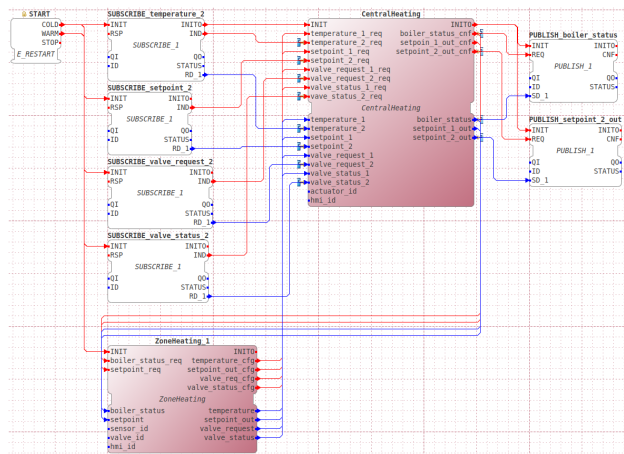 START
COLD
WARM
STOP
E_RESTART
SUBSCRIBE_temperature_2
INIT INITO
RSP IND
SUBSCRIBE_1
QI QO
ID STATUS
RD_1
SUBSCRIBE_setpoint_2
INIT INITO
RSP IND
SUBSCRIBE_1
QI QO
ID STATUS
RD_1
SUBSCRIBE_valve_request_2
INIT INITO
RSP IND
SUBSCRIBE_1
QI QO
ID STATUS
RD_1
SUBSCRIBE_valve_status_2
INIT INITO
RSP IND
SUBSCRIBE_1
QI QO
ID STATUS
RD_1
CentralHeating
INIT INITO
temperature_1_req boiler_status_cnf
temperature_2_req setpoint_1_out_cnf
setpoint_1_req setpoint_2_out_cnf
setpoint_2_req
valve_request_1_req
valve_request_2_req
valve_status_1_req
vave_status_2_req
CentralHeating
temperature_1 boiler_status
temperature_2 setpoint_1_out
setpoint_1 setpoint_2_out
setpoint_2
valve_request_1
valve_request_2
valve_status_1
valve_status_2
actuator_id
hmi_id
PUBLISH_boiler_status
INIT INITO
REQ CNF
PUBLISH_1
QI QO
ID STATUS
SD_1
PUBLISH_setpoint_2_out
INIT INITO
REQ CNF
PUBLISH_1
QI QO
ID STATUS
SD_1
ZoneHeating_1
INIT INITO
boiler_status_req temperature_cfg
setpoint_req setpoint_out_cfg
valve_req_cfg
valve_status_cfg
ZoneHeating
boiler_status temperature
setpoint setpoint_out
sensor_id valve_request
valve_id valve_status
hmi_id